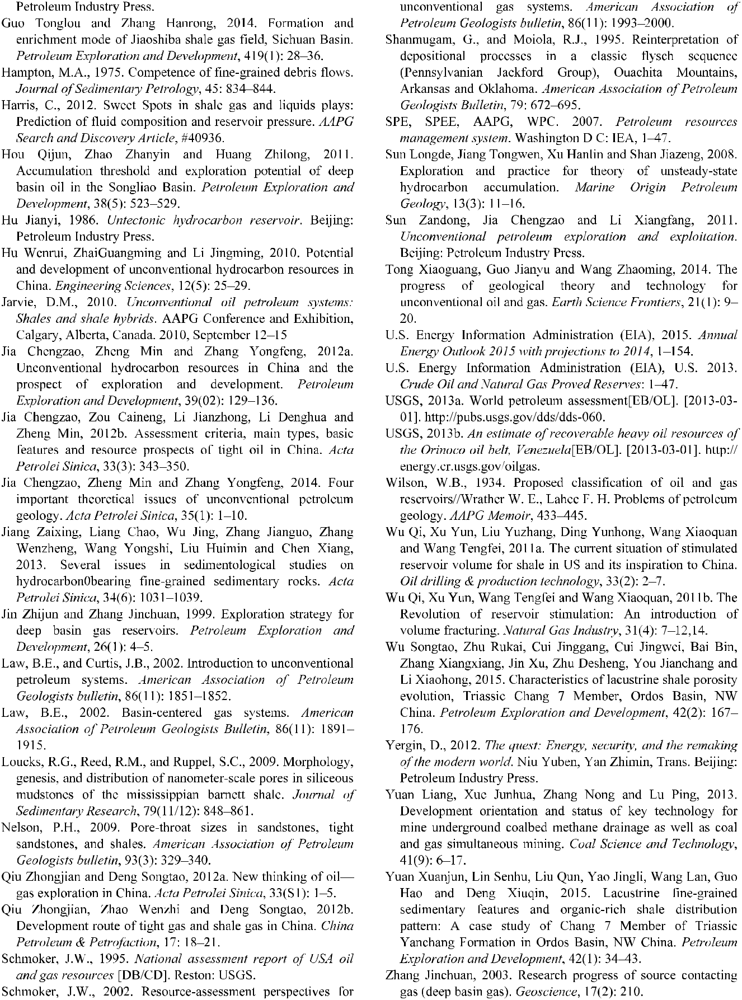 Petroleum Industry Press.
Guo Tonglou and Zhang Hanrong, 2014. Formation and
enrichment mode of Jiaoshiba shale gas field, Sichuan Basin.
Petroleum Exploration and Development, 419(1): 28–36.
Hampton, M.A., 1975. Competence of fine-grained debris flows.
Journal of Sedimentary Petrology, 45: 834–844.
Harris, C., 2012. Sweet Spots in shale gas and liquids plays:
Prediction of fluid composition and reservoir pressure. AAPG
Search and Discovery Article, #40936.
Hou Qijun, Zhao Zhanyin and Huang Zhilong, 2011.
Accumulation threshold and exploration potential of deep
basin oil in the Songliao Basin. Petroleum Exploration and
Development, 38(5): 523–529.
Hu Jianyi, 1986. Untectonic hydrocarbon reservoir. Beijing:
Petroleum Industry Press.
Hu Wenrui, ZhaiGuangming and Li Jingming, 2010. Potential
and development of unconventional hydrocarbon resources in
China. Engineering Sciences, 12(5): 25–29.
Jarvie, D.M., 2010. Unconventional oil petroleum systems:
Shales and shale hybrids. AAPG Conference and Exhibition,
Calgary, Alberta, Canada. 2010, September 12–15
Jia Chengzao, Zheng Min and Zhang Yongfeng, 2012a.
Unconventional hydrocarbon resources in China and the
prospect of exploration and development. Petroleum
Exploration and Development, 39(02): 129–136.
Jia Chengzao, Zou Caineng, Li Jianzhong, Li Denghua and
Zheng Min, 2012b. Assessment criteria, main types, basic
features and resource prospects of tight oil in China. Acta
Petrolei Sinica, 33(3): 343–350.
Jia Chengzao, Zheng Min and Zhang Yongfeng, 2014. Four
important theoretical issues of unconventional petroleum
geology. Acta Petrolei Sinica, 35(1): 1–10.
Jiang Zaixing, Liang Chao, Wu Jing, Zhang Jianguo, Zhang
Wenzheng, Wang Yongshi, Liu Huimin and Chen Xiang,
2013. Several issues in sedimentological studies on
hydrocarbon0bearing fine-grained sedimentary rocks. Acta
Petrolei Sinica, 34(6): 1031–1039.
Jin Zhijun and Zhang Jinchuan, 1999. Exploration strategy for
deep basin gas reservoirs. Petroleum Exploration and
Development, 26(1): 4–5.
Law, B.E., and Curtis, J.B., 2002. Introduction to unconventional
petroleum systems. American Association of Petroleum
Geologists bulletin, 86(11): 1851–1852.
Law, B.E., 2002. Basin-centered gas systems. American
Association of Petroleum Geologists Bulletin, 86(11): 1891–
1915.
Loucks, R.G., Reed, R.M., and Ruppel, S.C., 2009. Morphology,
genesis, and distribution of nanometer-scale pores in siliceous
mudstones of the mississippian barnett shale. Journal of
Sedimentary Research, 79(11/12): 848–861.
Nelson, P.H., 2009. Pore-throat sizes in sandstones, tight
sandstones, and shales. American Association of Petroleum
Geologists bulletin, 93(3): 329–340.
Qiu Zhongjian and Deng Songtao, 2012a. New thinking of oil—
gas exploration in China. Acta Petrolei Sinica, 33(S1): 1–5.
Qiu Zhongjian, Zhao Wenzhi and Deng Songtao, 2012b.
Development route of tight gas and shale gas in China. China
Petroleum & Petrofaction, 17: 18–21.
Schmoker, J.W., 1995. National assessment report of USA oil
and gas resources [DB/CD]. Reston: USGS.
Schmoker, J.W., 2002. Resource-assessment perspectives for
unconventional gas systems. American Association of
Petroleum Geologists bulletin, 86(11): 1993–2000.
Shanmugam, G., and Moiola, R.J., 1995. Reinterpretation of
depositional processes in a classic flysch sequence
(Pennsylvanian Jackford Group), Ouachita Mountains,
Arkansas and Oklahoma. American Association of Petroleum
Geologists Bulletin, 79: 672–695.
SPE, SPEE, AAPG, WPC. 2007. Petroleum resources
management system. Washington D C: IEA, 1–47.
Sun Longde, Jiang Tongwen, Xu Hanlin and Shan Jiazeng, 2008.
Exploration and practice for theory of unsteady-state
hydrocarbon accumulation. Marine Origin Petroleum
Geology, 13(3): 11–16.
Sun Zandong, Jia Chengzao and Li Xiangfang, 2011.
Unconventional petroleum exploration and exploitation.
Beijing: Petroleum Industry Press.
Tong Xiaoguang, Guo Jianyu and Wang Zhaoming, 2014. The
progress of geological theory and technology for
unconventional oil and gas. Earth Science Frontiers, 21(1): 9–
20.
U.S. Energy Information Administration (EIA), 2015. Annual
Energy Outlook 2015 with projections to 2014, 1–154.
U.S. Energy Information Administration (EIA), U.S. 2013.
Crude Oil and Natural Gas Proved Reserves: 1–47.
USGS, 2013a. World petroleum assessment[EB/OL]. [2013-03-
01]. http://pubs.usgs.gov/dds/dds-060.
USGS, 2013b. An estimate of recoverable heavy oil resources of
the Orinoco oil belt, Venezuela[EB/OL]. [2013-03-01]. http://
energy.cr.usgs.gov/oilgas.
Wilson, W.B., 1934. Proposed classification of oil and gas
reservoirs//Wrather W. E., Lahee F. H. Problems of petroleum
geology. AAPG Memoir, 433–445.
Wu Qi, Xu Yun, Liu Yuzhang, Ding Yunhong, Wang Xiaoquan
and Wang Tengfei, 2011a. The current situation of stimulated
reservoir volume for shale in US and its inspiration to China.
Oil drilling & production technology, 33(2): 2–7.
Wu Qi, Xu Yun, Wang Tengfei and Wang Xiaoquan, 2011b. The
Revolution of reservoir stimulation: An introduction of
volume fracturing. Natural Gas Industry, 31(4): 7–12,14.
Wu Songtao, Zhu Rukai, Cui Jinggang, Cui Jingwei, Bai Bin,
Zhang Xiangxiang, Jin Xu, Zhu Desheng, You Jianchang and
Li Xiaohong, 2015. Characteristics of lacustrine shale porosity
evolution, Triassic Chang 7 Member, Ordos Basin, NW
China. Petroleum Exploration and Development, 42(2): 167–
176.
Yergin, D., 2012. The quest: Energy, security, and the remaking
of the modern world. Niu Yuben, Yan Zhimin, Trans. Beijing:
Petroleum Industry Press.
Yuan Liang, Xue Junhua, Zhang Nong and Lu Ping, 2013.
Development orientation and status of key technology for
mine underground coalbed methane drainage as well as coal
and gas simultaneous mining. Coal Science and Technology,
41(9): 6–17.
Yuan Xuanjun, Lin Senhu, Liu Qun, Yao Jingli, Wang Lan, Guo
Hao and Deng Xiuqin, 2015. Lacustrine fine-grained
sedimentary features and organic-rich shale distribution
pattern: A case study of Chang 7 Member of Triassic
Yanchang Formation in Ordos Basin, NW China. Petroleum
Exploration and Development, 42(1): 34–43.
Zhang Jinchuan, 2003. Research progress of source contacting
gas (deep basin gas). Geoscience, 17(2): 210.